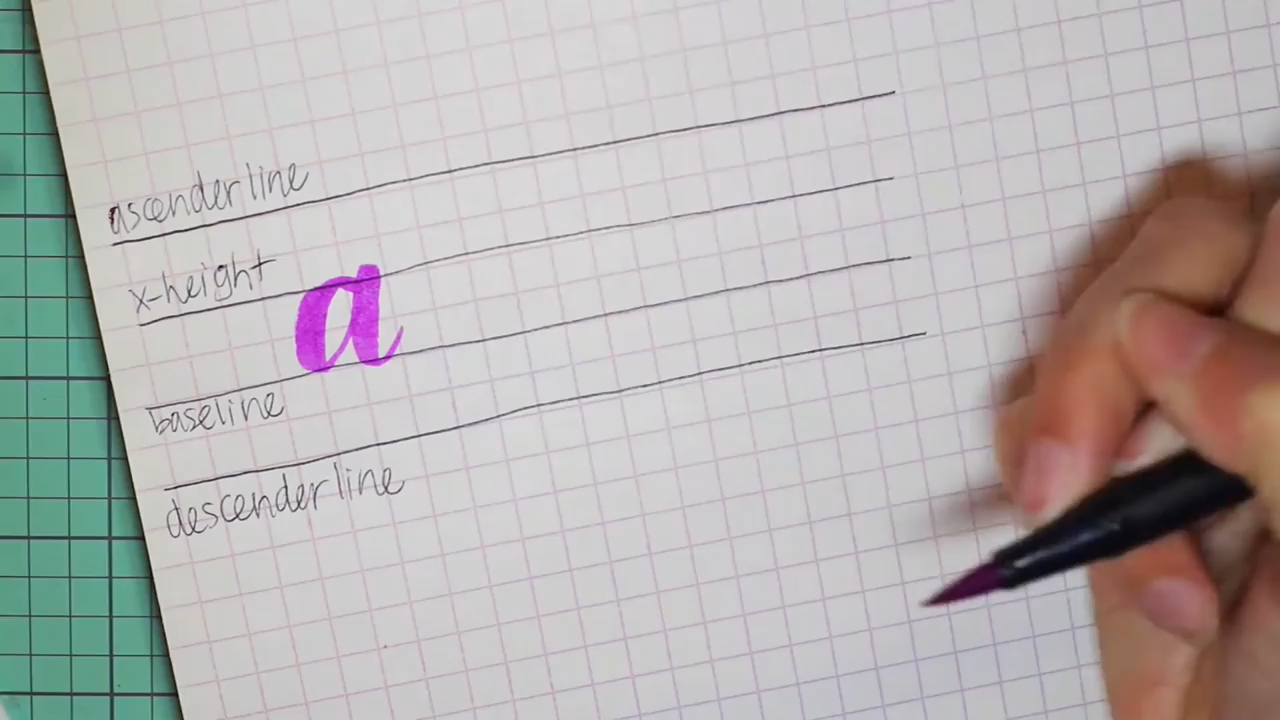 ascender line
x-height
a
baseline
descender line